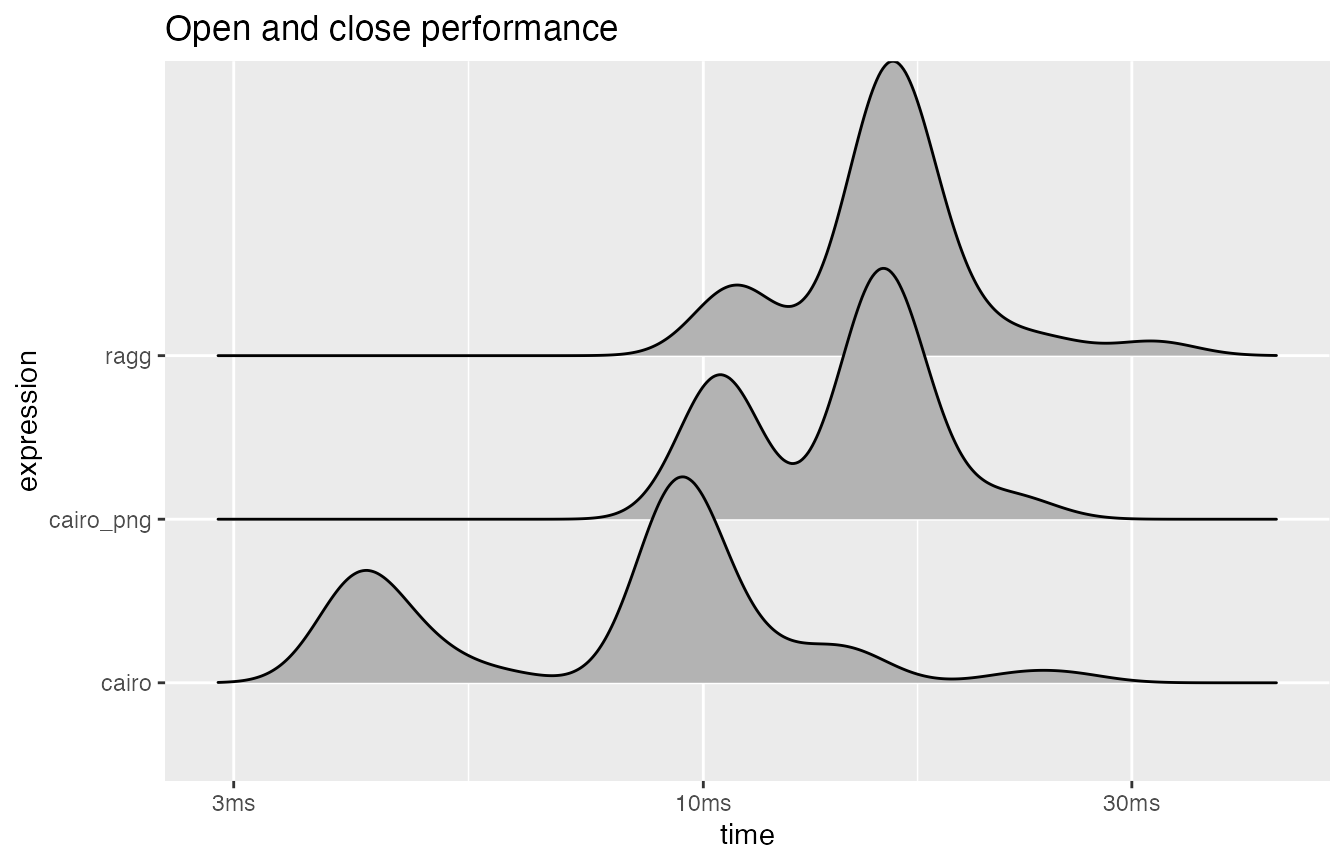 Open and close performance
expression
ragg
cairo_png
cairo
3ms 10ms 30ms
time